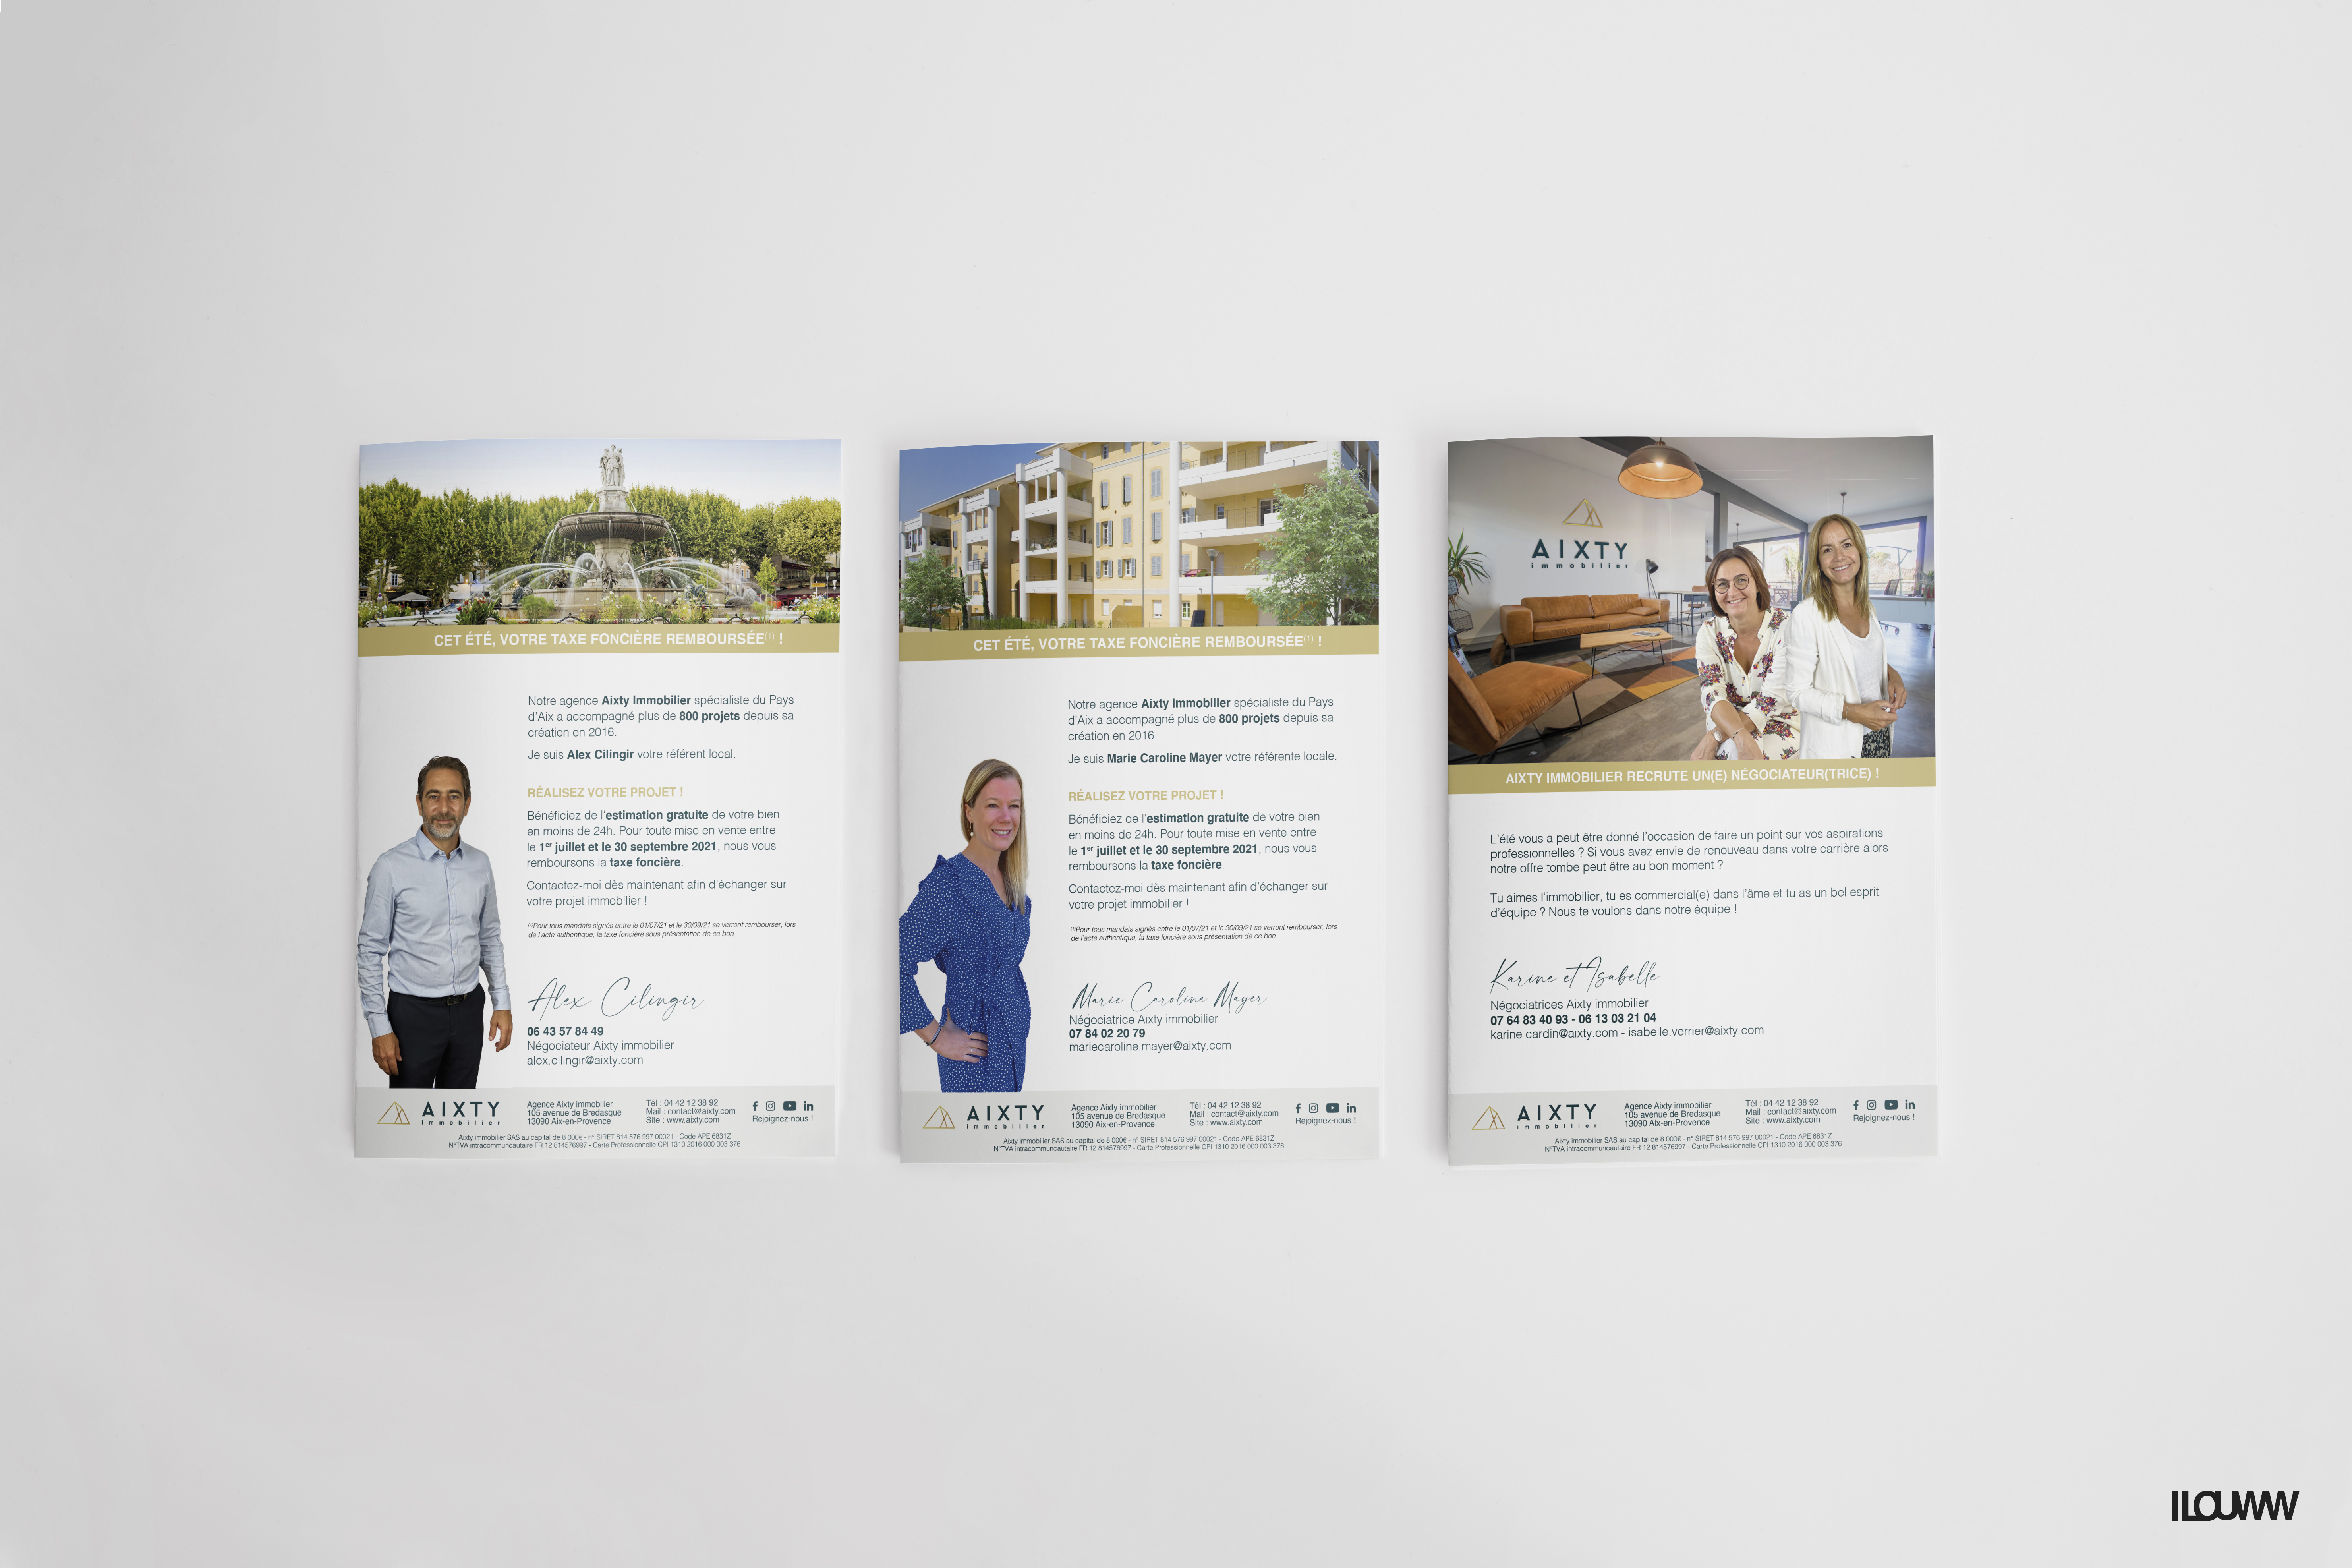 CET ÉTÉ, VOTRE TAXE FONCIÈRE REMBOURSÉE(1) !
Notre agence Aixty Immobilier spécialiste du Pays
d'Aix a accompagné plus de 800 projets depuis sa
création en 2016.
Je suis Alex Cilingir votre référent local.
RÉALISEZ VOTRE PROJET !
Bénéficiez de l'estimation gratuite de votre bien
en moins de 24h. Pour toute mise en vente entre
le 1er juillet et le 30 septembre 2021, nous vous
remboursons la taxe foncière.
Contactez-moi dès maintenant afin d'échanger sur
votre projet immobilier !
(1)Pour tous mandats signés entre le 01/07/21 et le 30/09/21 se verront rembourser, lors
de l'acte authentique, la taxe foncière sous présentation de ce bon.
Alex Cilingir
06 43 57 84 49
Négociateur Aixty immobilier
alex.cilingir@aixty.com
AIXTY
immobilier
Agence Aixty immobilier
105 avenue de Bredasque
13090 Aix-en-Provence
Tél : 04 42 12 38 92
Mail : contact@aixty.com
Site : www.aixty.com
Rejoignez-nous !
Aixty immobilier SAS au capital de 8 000€ - n° SIRET 814 576 997 00021 - Code APE 6831Z
N°TVA intracommuncautaire FR 12 814576997 - Carte Professionnelle CPI 1310 2016 000 003 376
CET ÉTÉ, VOTRE TAXE FONCIÈRE REMBOURSÉE(1) !
Notre agence Aixty Immobilier spécialiste du Pays
d'Aix a accompagné plus de 800 projets depuis sa
création en 2016.
Je suis Marie Caroline Mayer votre référente locale.
RÉALISEZ VOTRE PROJET !
Bénéficiez de l'estimation gratuite de votre bien
en moins de 24h. Pour toute mise en vente entre
le 1er juillet et le 30 septembre 2021, nous vous
remboursons la taxe foncière.
Contactez-moi dès maintenant afin d'échanger sur
votre projet immobilier !
(1)Pour tous mandats signés entre le 01/07/21 et le 30/09/21 se verront rembourser, lors
de l'acte authentique, la taxe foncière sous présentation de ce bon.
Marie Caroline Mayer
Négociatrice Aixty immobilier
07 84 02 20 79
mariecaroline.mayer@aixty.com
AIXTY
immobilier
Agence Aixty immobilier
105 avenue de Bredasque
13090 Aix-en-Provence
Tél : 04 42 12 38 92
Mail : contact@aixty.com
Site : www.aixty.com
Rejoignez-nous !
Aixty immobilier SAS au capital de 8 000€ - n° SIRET 814 576 997 00021 - Code APE 6831Z
N°TVA intracommuncautaire FR 12 814576997 - Carte Professionnelle CPI 1310 2016 000 003 376
AIXTY
immobilier
AIXTY IMMOBILIER RECRUTE UN(E) NÉGOCIATEUR(TRICE) !
L'été vous a peut être donné l'occasion de faire un point sur vos aspirations
professionnelles ? Si vous avez envie de renouveau dans votre carrière alors
notre offre tombe peut être au bon moment ?
Tu aimes l'immobilier, tu es commercial(e) dans l'âme et tu as un bel esprit
d'équipe ? Nous te voulons dans notre équipe !
Karine et Isabelle
Négociatrices Aixty immobilier
07 64 83 40 93 - 06 13 03 21 04
karine.cardin@aixty.com - isabelle.verrier@aixty.com
AIXTY
immobilier
Agence Aixty immobilier
105 avenue de Bredasque
13090 Aix-en-Provence
Tél : 04 42 12 38 92
Mail : contact@aixty.com
Site : www.aixty.com
Rejoignez-nous !
Aixty immobilier SAS au capital de 8 000€ - n° SIRET 814 576 997 00021 - Code APE 6831Z
N°TVA intracommuncautaire FR 12 814576997 - Carte Professionnelle CPI 1310 2016 000 003 376
ILOUWW